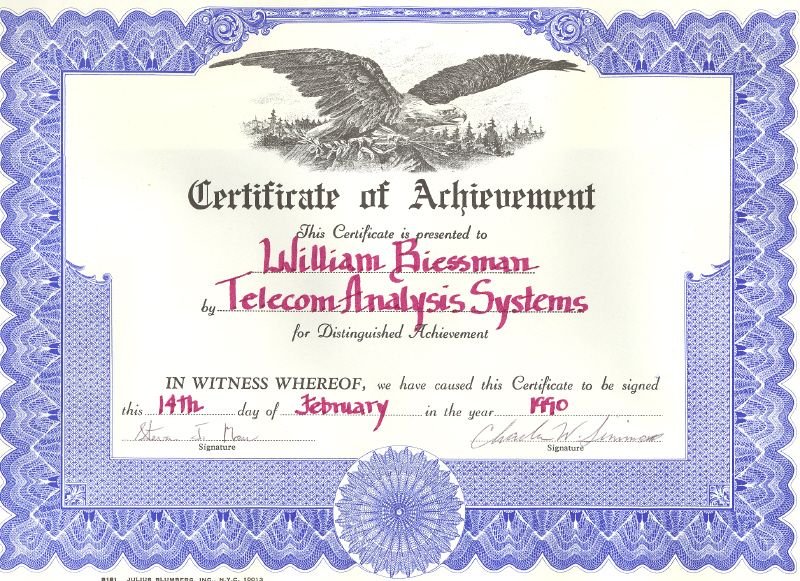 Certificate of Achievement
This Certificate is presented to
William Biessman
by Telecom Analysis Systems
for Distinguished Achievement
IN WITNESS WHEREOF, we have caused this Certificate to be signed
this 14th day of February in the year 1990
Charles W. Simmons
Signature Signature
JULIUS BLUMBERG, INC., N.Y.C. 10013